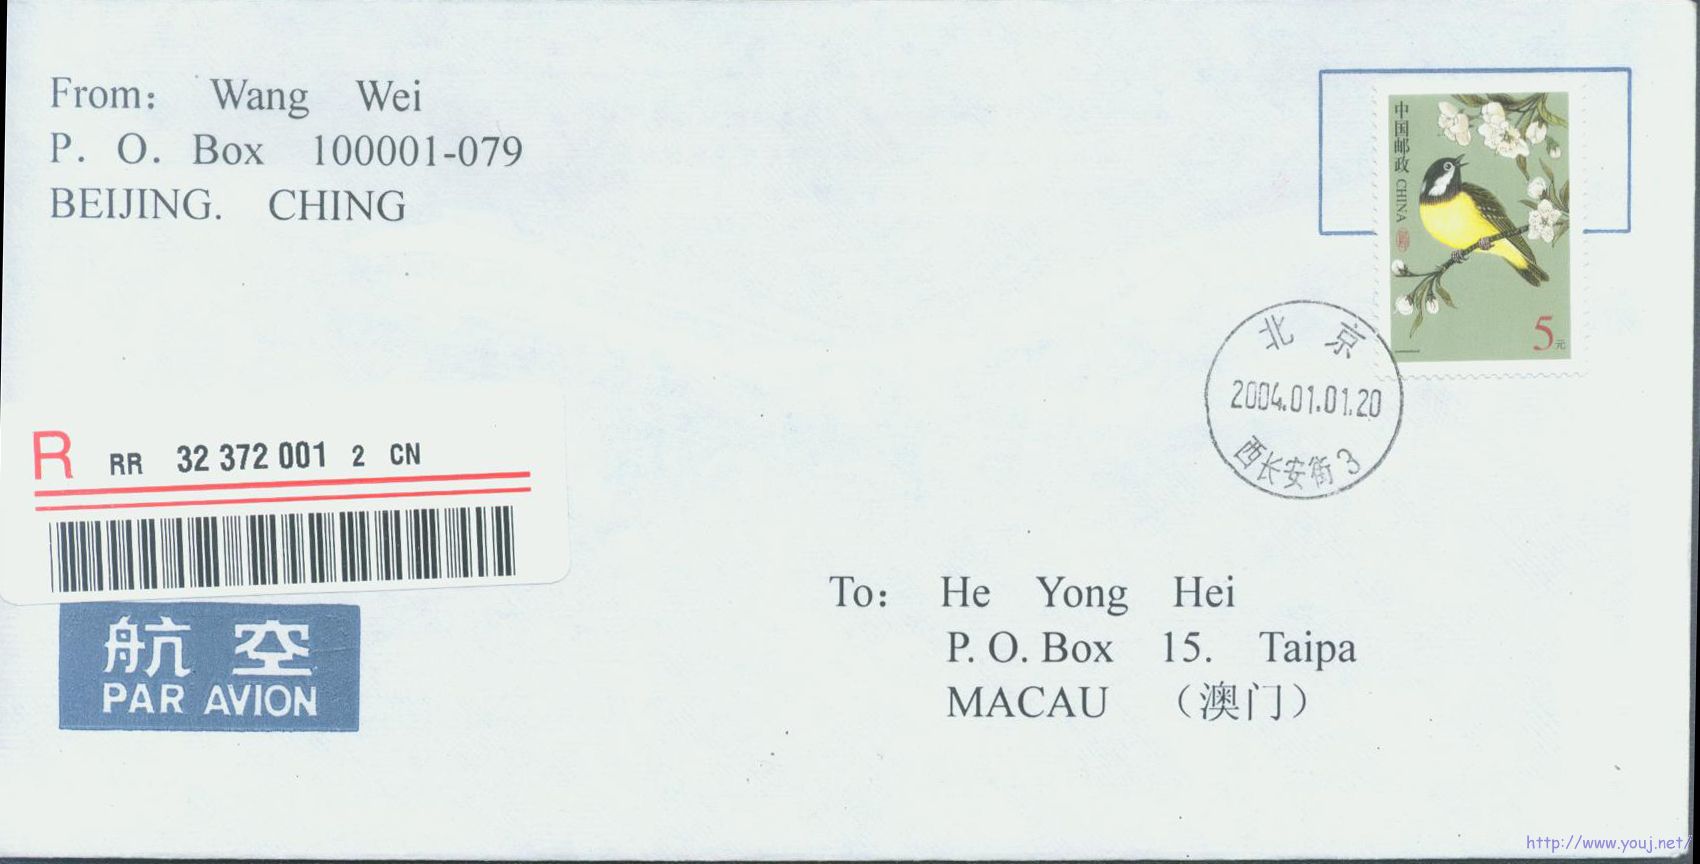 From： Wang Wei
P. O. Box 100001-079
BEIJING. CHING
中国邮政 CHINA
5元
北京
2004.01.01.20
西长安街3
R RR 32 372 001 2 CN
航空
PAR AVION
To： He Yong Hei
P. O. Box 15. Taipa
MACAU （澳门）
http://www.youj.net/